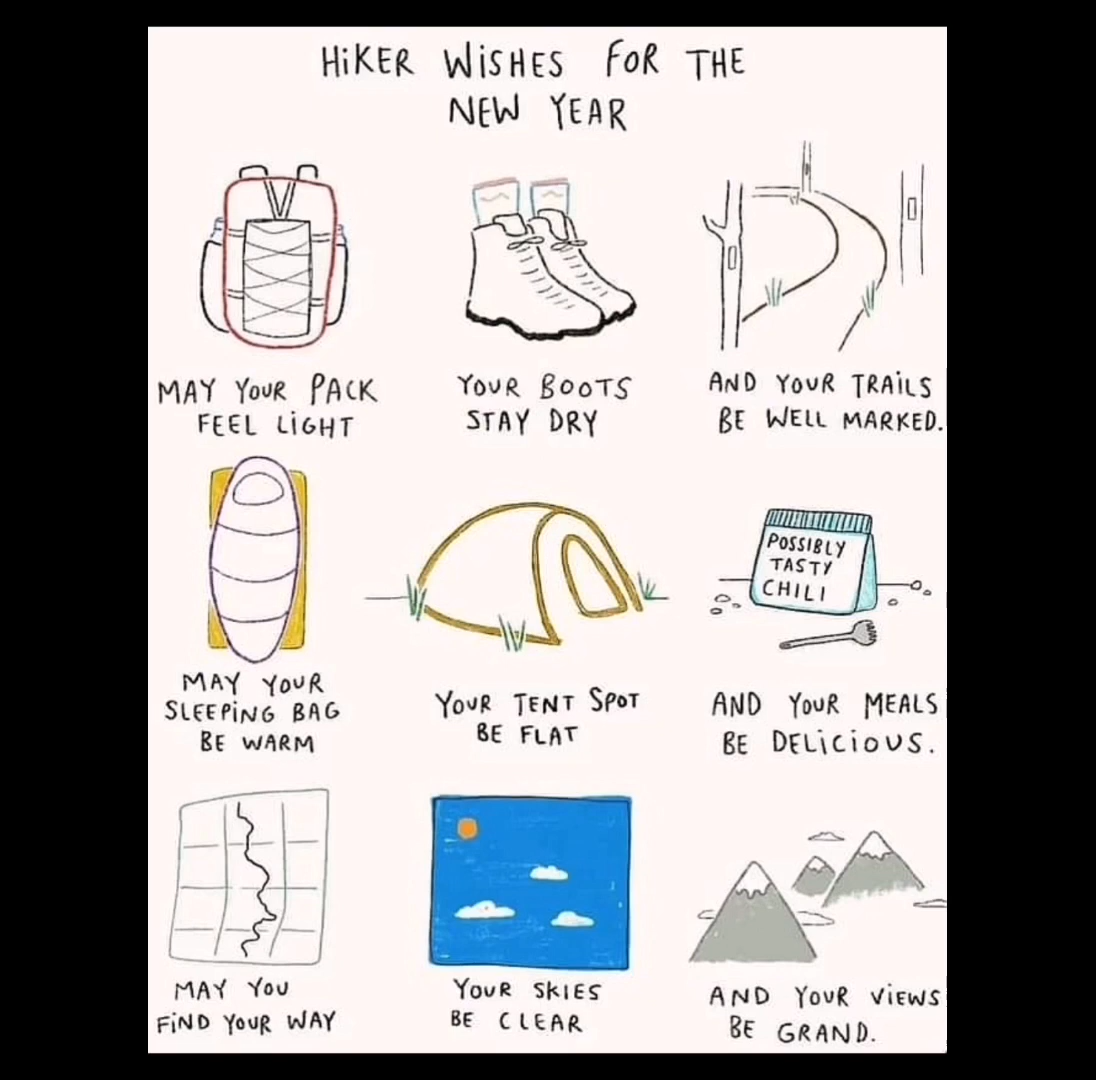 HiKER WiSHES FOR THE
NEW YEAR
MAY YOUR PACK
FEEL LiGHT
YOUR BOOTS
STAY DRY
AND YOUR TRAiLS
BE WELL MARKED.
MAY YOUR
SLEEPiNG BAG
BE WARM
YOUR TENT SPOT
BE FLAT
POSSIBLY
TASTY
CHILI
AND YOUR MEALS
BE DELiCiOUS.
MAY YOU
FiND YOUR WAY
YOUR SKIES
BE CLEAR
AND YOUR ViEWS
BE GRAND.